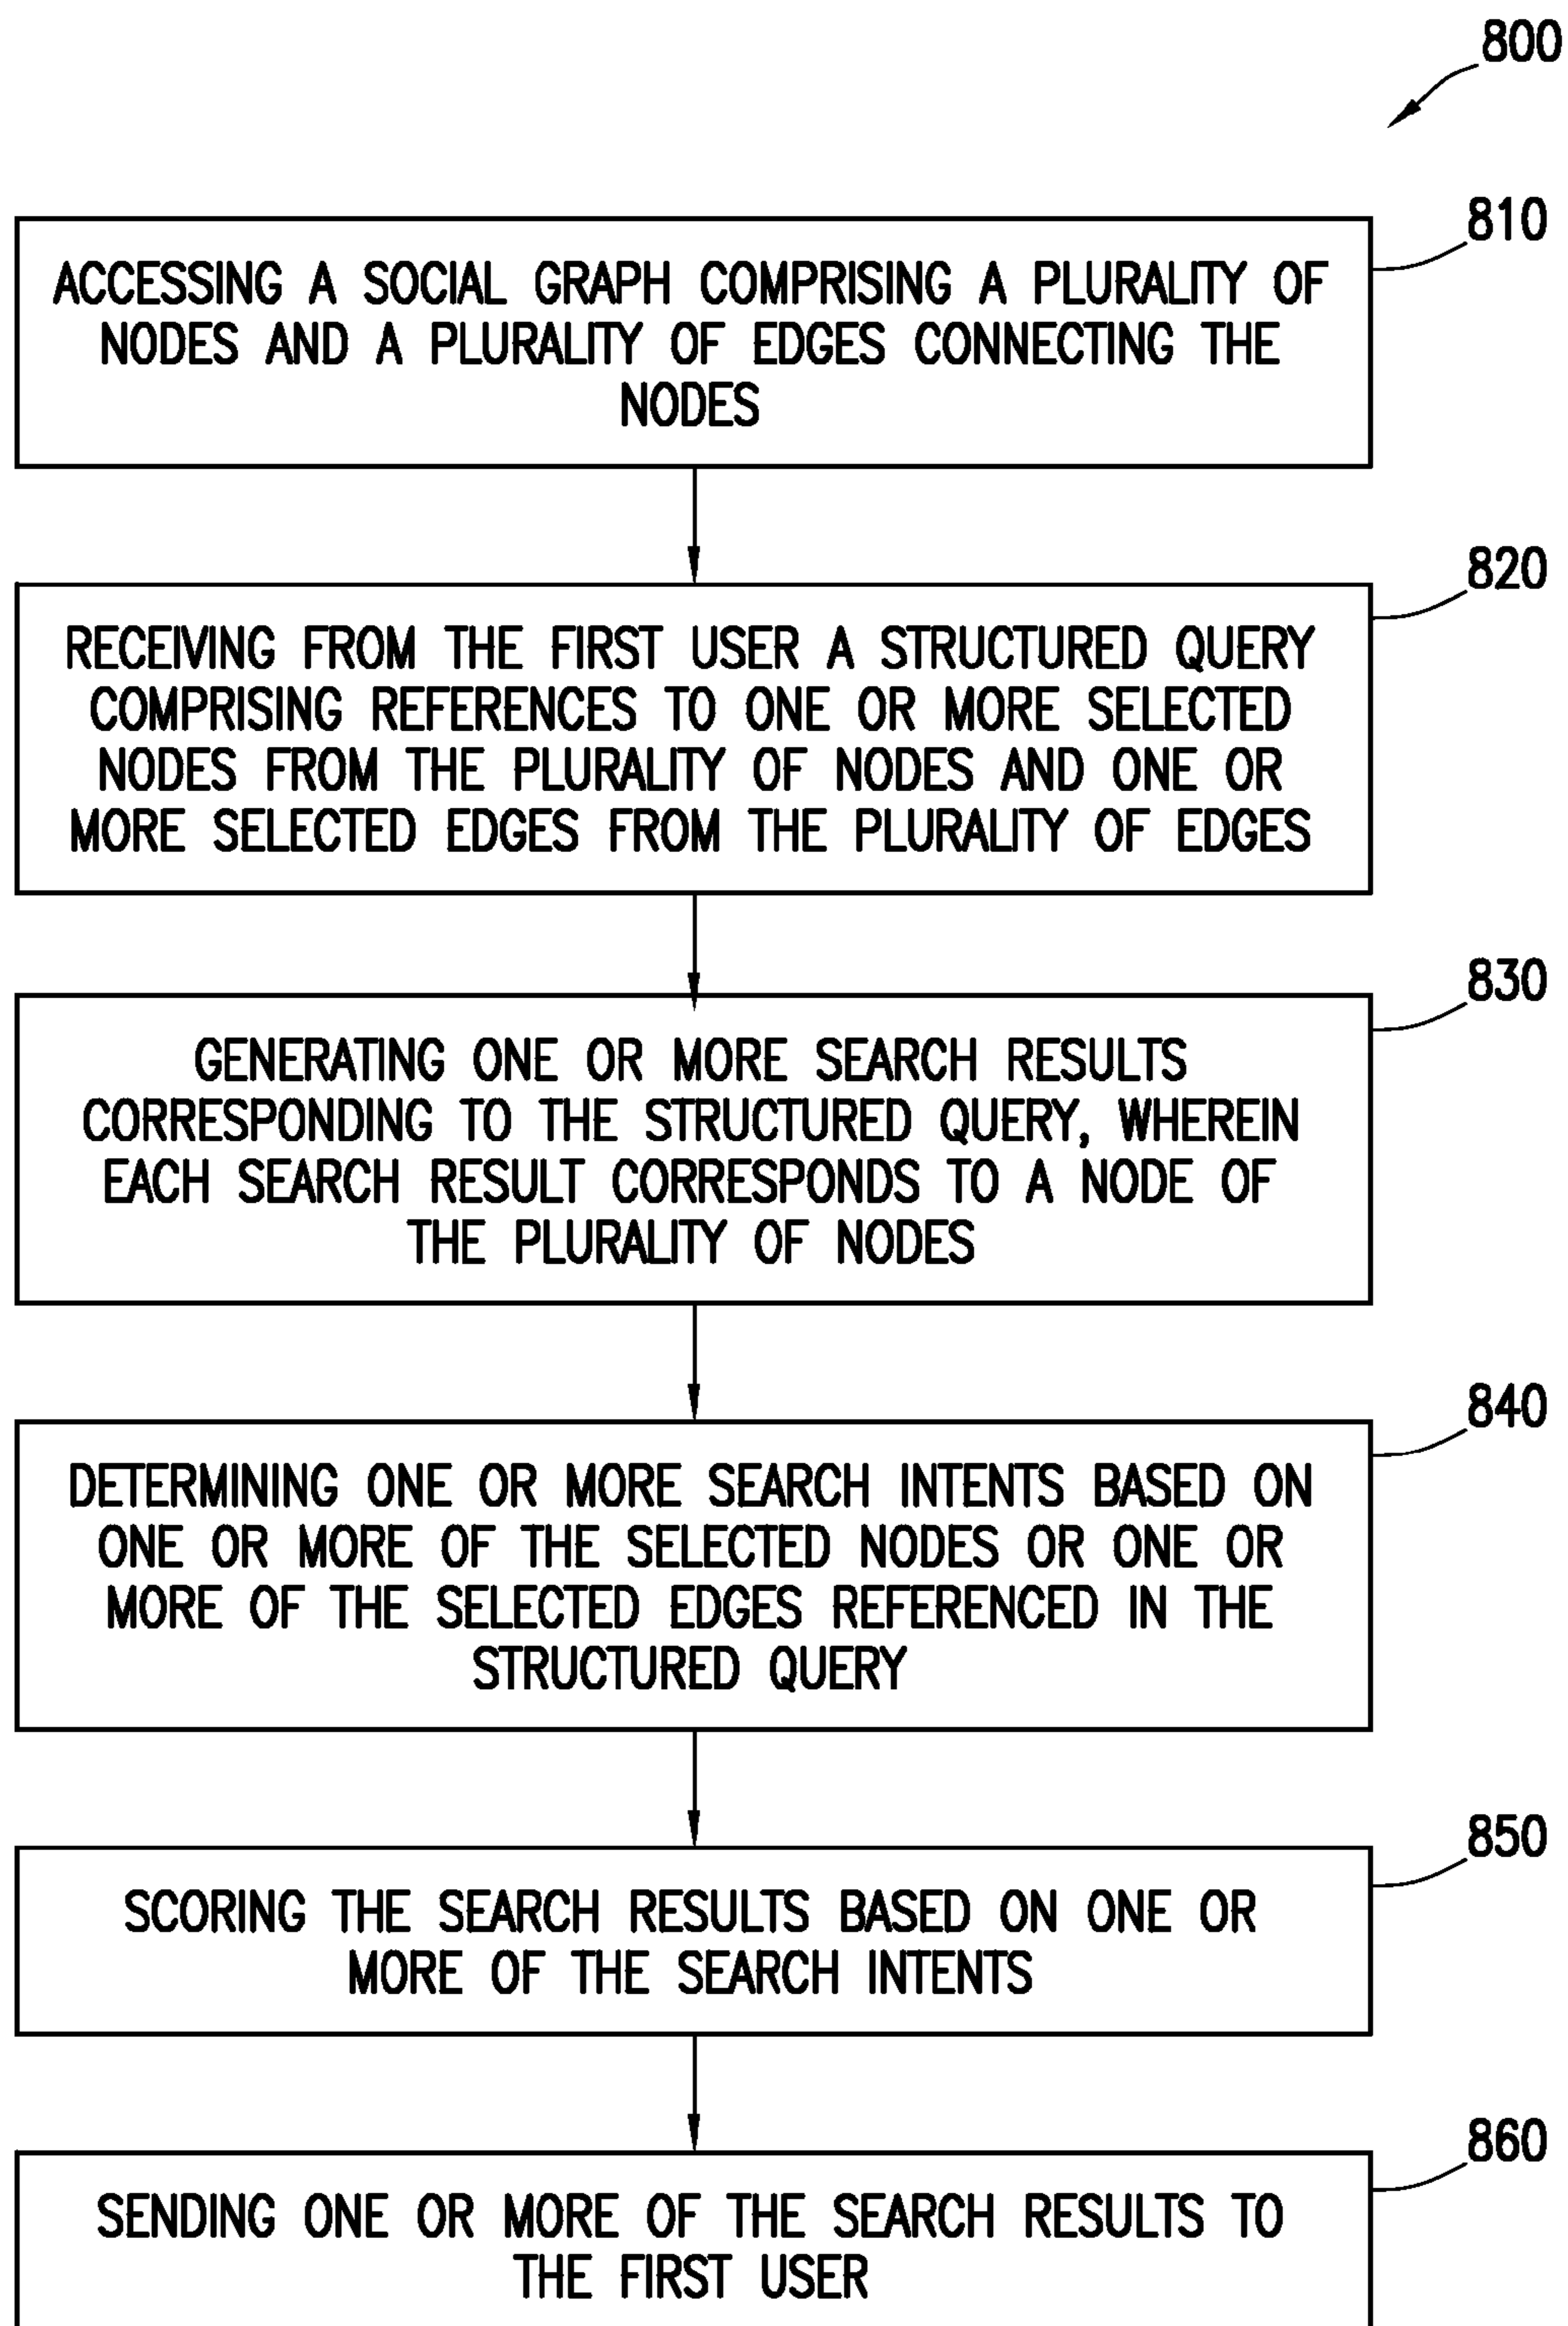 800
810
ACCESSING A SOCIAL GRAPH COMPRISING A PLURALITY OF
NODES AND A PLURALITY OF EDGES CONNECTING THE
NODES
820
RECEIVING FROM THE FIRST USER A STRUCTURED QUERY
COMPRISING REFERENCES TO ONE OR MORE SELECTED
NODES FROM THE PLURALITY OF NODES AND ONE OR
MORE SELECTED EDGES FROM THE PLURALITY OF EDGES
830
GENERATING ONE OR MORE SEARCH RESULTS
CORRESPONDING TO THE STRUCTURED QUERY, WHEREIN
EACH SEARCH RESULT CORRESPONDS TO A NODE OF
THE PLURALITY OF NODES
840
DETERMINING ONE OR MORE SEARCH INTENTS BASED ON
ONE OR MORE OF THE SELECTED NODES OR ONE OR
MORE OF THE SELECTED EDGES REFERENCED IN THE
STRUCTURED QUERY
850
SCORING THE SEARCH RESULTS BASED ON ONE OR
MORE OF THE SEARCH INTENTS
860
SENDING ONE OR MORE OF THE SEARCH RESULTS TO
THE FIRST USER